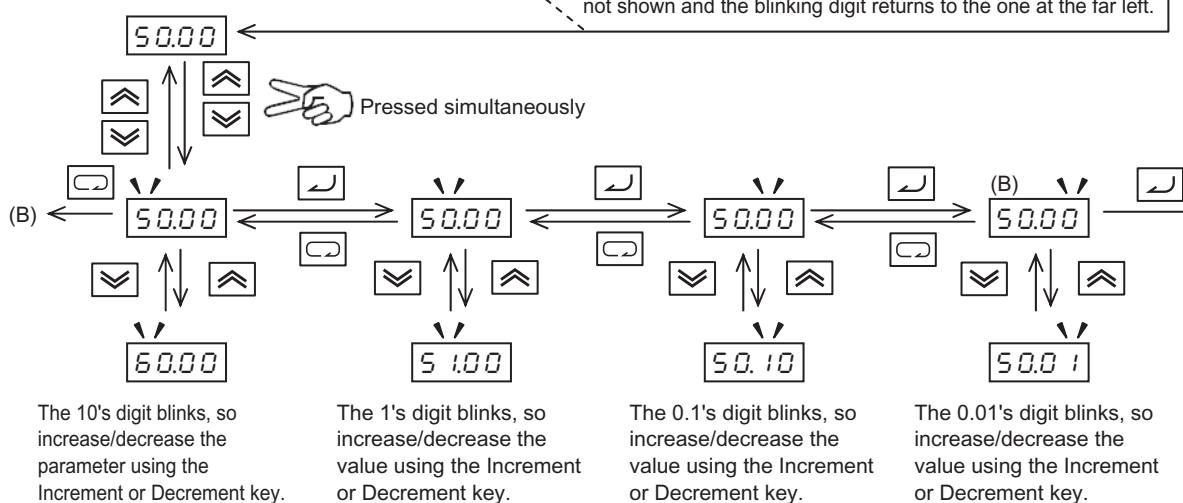 not shown and the blinking digit returns to the one at the far left.
50.00
Pressed simultaneously
(B)
50.00
50.00
50.00
(B)
50.00
60.00
51.00
50.10
50.01
The 10's digit blinks, so
increase/decrease the
parameter using the
Increment or Decrement key.
The 1's digit blinks, so
increase/decrease the
value using the Increment
or Decrement key.
The 0.1's digit blinks, so
increase/decrease the
value using the Increment
or Decrement key.
The 0.01's digit blinks, so
increase/decrease the
value using the Increment
or Decrement key.